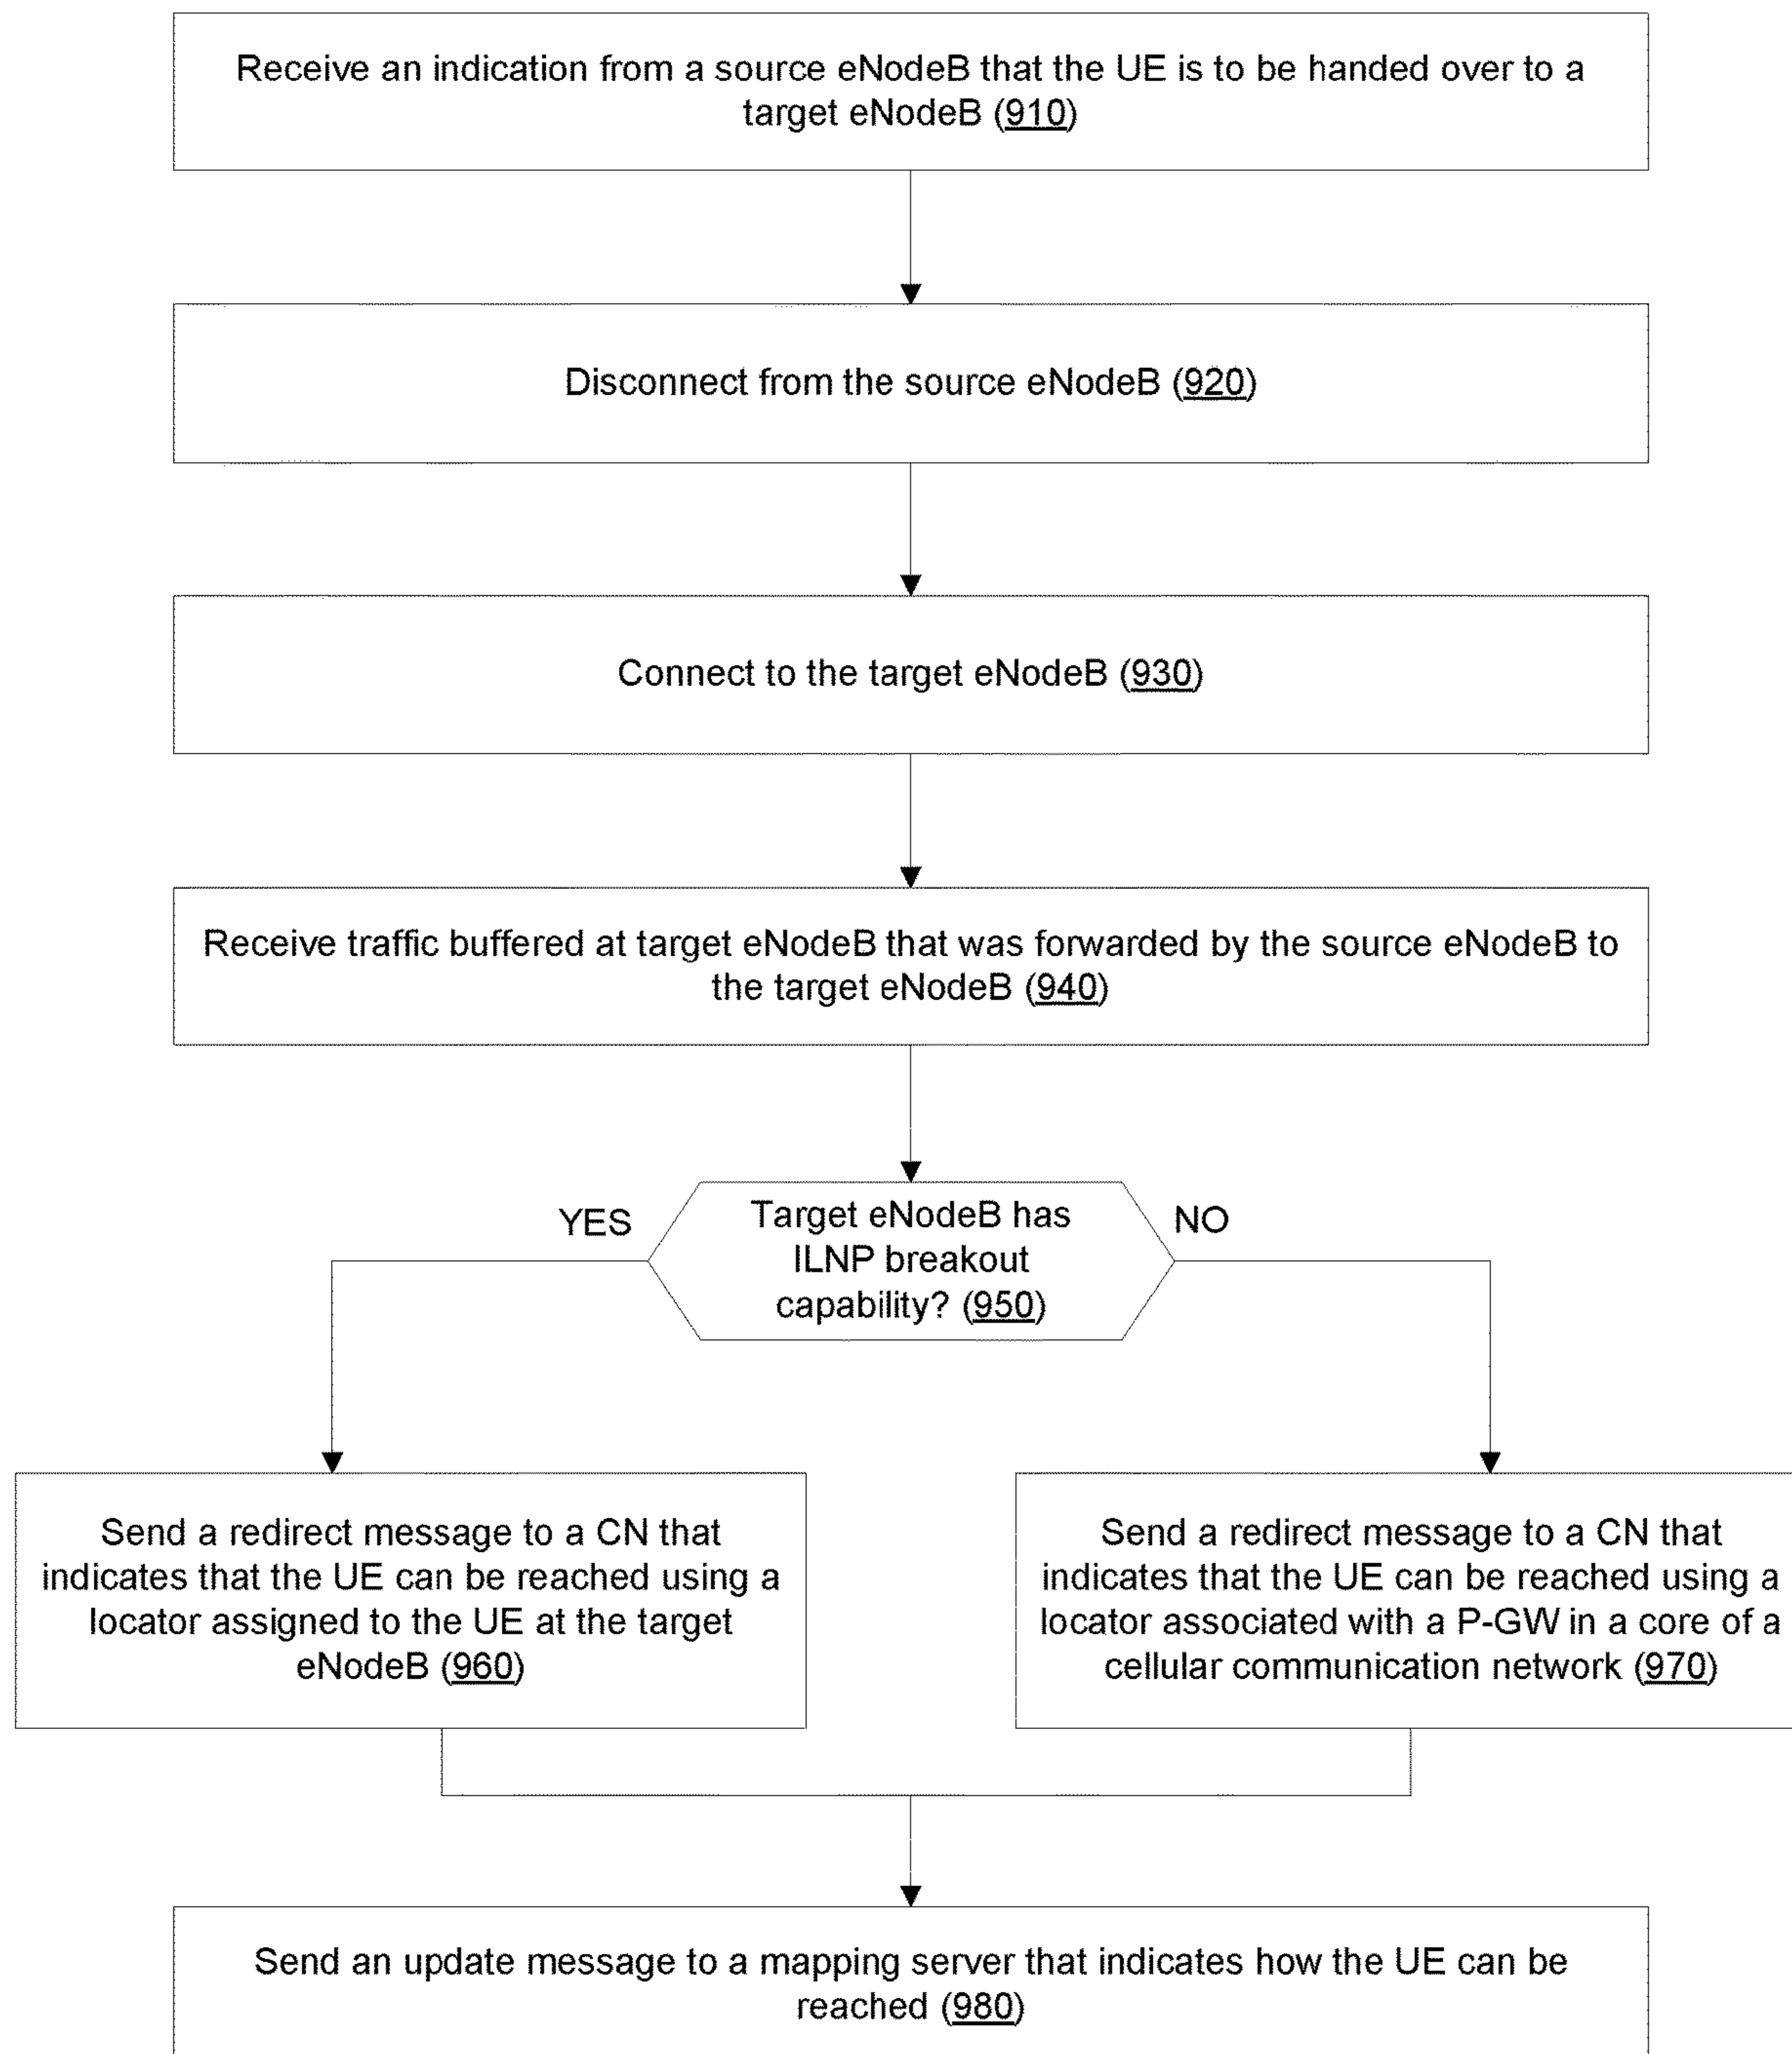 Receive an indication from a source eNodeB that the UE is to be handed over to a
target eNodeB (910)
Disconnect from the source eNodeB (920)
Connect to the target eNodeB (930)
Receive traffic buffered at target eNodeB that was forwarded by the source eNodeB to
the target eNodeB (940)
YES
Target eNodeB has
ILNP breakout
capability? (950)
NO
Send a redirect message to a CN that
indicates that the UE can be reached using a
locator assigned to the UE at the target
eNodeB (960)
Send a redirect message to a CN that
indicates that the UE can be reached using a
locator associated with a P-GW in a core of a
cellular communication network (970)
Send an update message to a mapping server that indicates how the UE can be
reached (980)